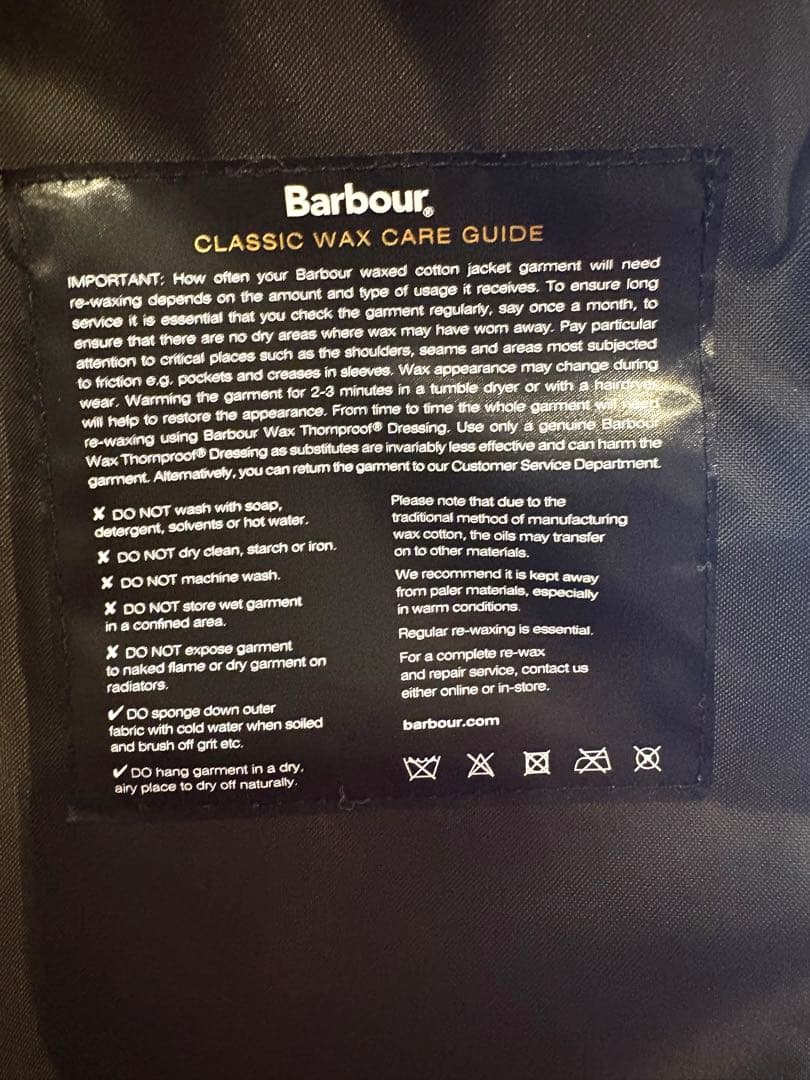 Barbour®
CLASSIC WAX CARE GUIDE
IMPORTANT: How often your Barbour waxed cotton jacket garment will need
re-waxing depends on the amount and type of usage it receives. To ensure long
service it is essential that you check the garment regularly, say once a month, to
ensure that there are no dry areas where wax may have worn away. Pay particular
attention to critical places such as the shoulders, seams and areas most subjected
to friction e.g. pockets and creases in sleeves. Wax appearance may change during
wear. Warming the garment for 2-3 minutes in a tumble dryer or with a hairdryer
will help to restore the appearance. From time to time the whole garment will need
re-waxing using Barbour Wax Thornproof® Dressing. Use only a genuine Barbour
Wax Thornproof® Dressing as substitutes are invariably less effective and can harm the
garment. Alternatively, you can return the garment to our Customer Service Department.
✘ DO NOT wash with soap,
detergent, solvents or hot water.
✘ DO NOT dry clean, starch or iron.
✘ DO NOT machine wash.
✘ DO NOT store wet garment
in a confined area.
✘ DO NOT expose garment
to naked flame or dry garment on
radiators.
✔ DO sponge down outer
fabric with cold water when soiled
and brush off grit etc.
✔ DO hang garment in a dry,
airy place to dry off naturally.
Please note that due to the
traditional method of manufacturing
wax cotton, the oils may transfer
on to other materials.
We recommend it is kept away
from paler materials, especially
in warm conditions.
Regular re-waxing is essential.
For a complete re-wax
and repair service, contact us
either online or in-store.
barbour.com